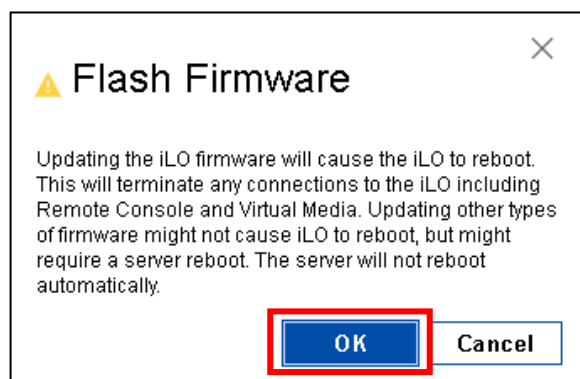 Flash Firmware
Updating the iLO firmware will cause the iLO to reboot.
This will terminate any connections to the iLO including
Remote Console and Virtual Media. Updating other types
of firmware might not cause iLO to reboot, but might
require a server reboot. The server will not reboot
automatically.
OK Cancel